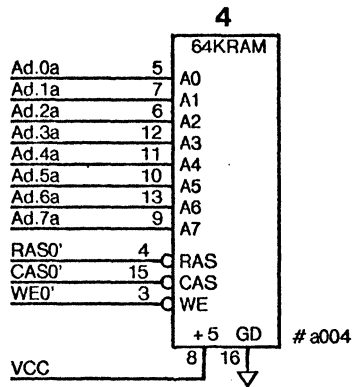 4
64KRAM
Ad.0a 5 A0
Ad.1a 7 A1
Ad.2a 6 A2
Ad.3a 12 A3
Ad.4a 11 A4
Ad.5a 10 A5
Ad.6a 13 A6
Ad.7a 9 A7
RAS0' 4 RAS
CAS0' 15 CAS
WE0' 3 WE
+5 GD #a004
VCC 8 16